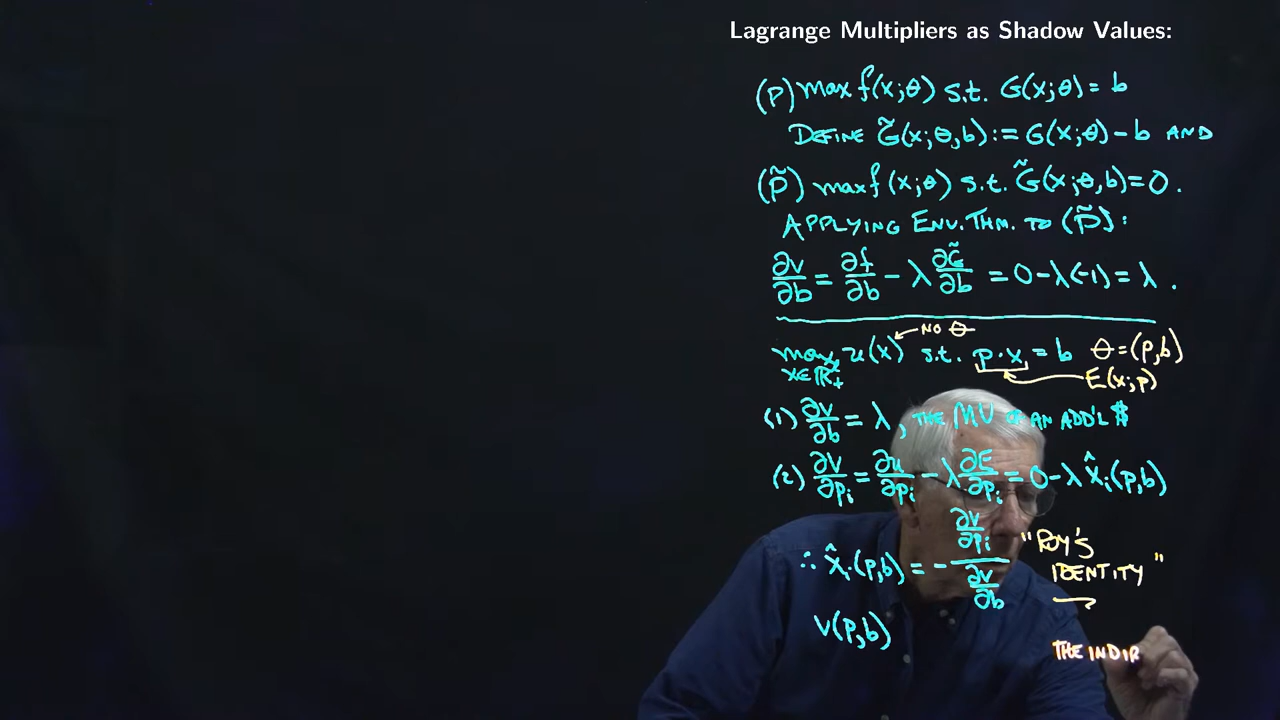 Lagrange Multipliers as Shadow Values:
(P) max f(x;θ) s.t. G(x;θ) = b
DEFINE G̃(x;θ,b) := G(x;θ) − b AND
(P̃) max f(x;θ) s.t. G̃(x;θ,b) = 0.
APPLYING ENV. THM. TO (P̃):
∂v/∂b = ∂f/∂b − λ ∂G̃/∂b = 0 − λ(−1) = λ.
← NO θ
max u(x) s.t. p·x = b θ = (p,b)
x∈ℝ₊ E(x;p)
(1) ∂v/∂b = λ, THE MU OF AN ADD'L $
(2) ∂v/∂pᵢ = ∂u/∂pᵢ − λ ∂E/∂pᵢ = 0 − λ x̂ᵢ(p,b)
∴ x̂ᵢ(p,b) = − ∂v/∂pᵢ / ∂v/∂b "ROY'S
IDENTITY"
v(p,b)
THE INDIR